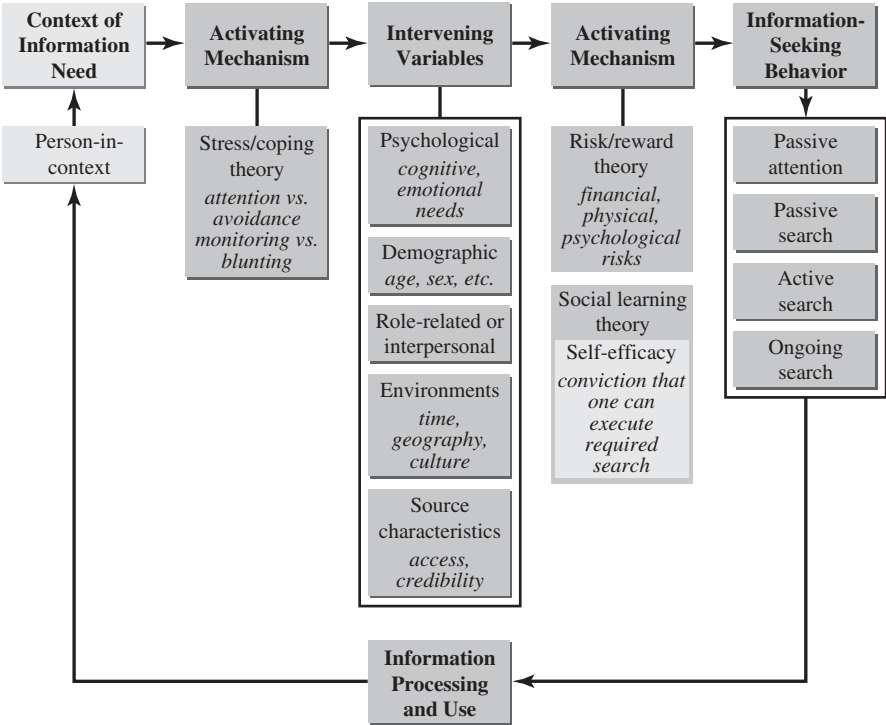 Context of
Information
Need
Activating
Mechanism
Intervening
Variables
Activating
Mechanism
Information-
Seeking
Behavior
Person-in-
context
Stress/coping
theory
attention vs.
avoidance
monitoring vs.
blunting
Psychological
cognitive,
emotional
needs
Demographic
age, sex, etc.
Role-related or
interpersonal
Environments
time,
geography,
culture
Source
characteristics
access,
credibility
Risk/reward
theory
financial,
physical,
psychological
risks
Social learning
theory
Self-efficacy
conviction that
one can
execute
required
search
Passive
attention
Passive
search
Active
search
Ongoing
search
Information
Processing
and Use